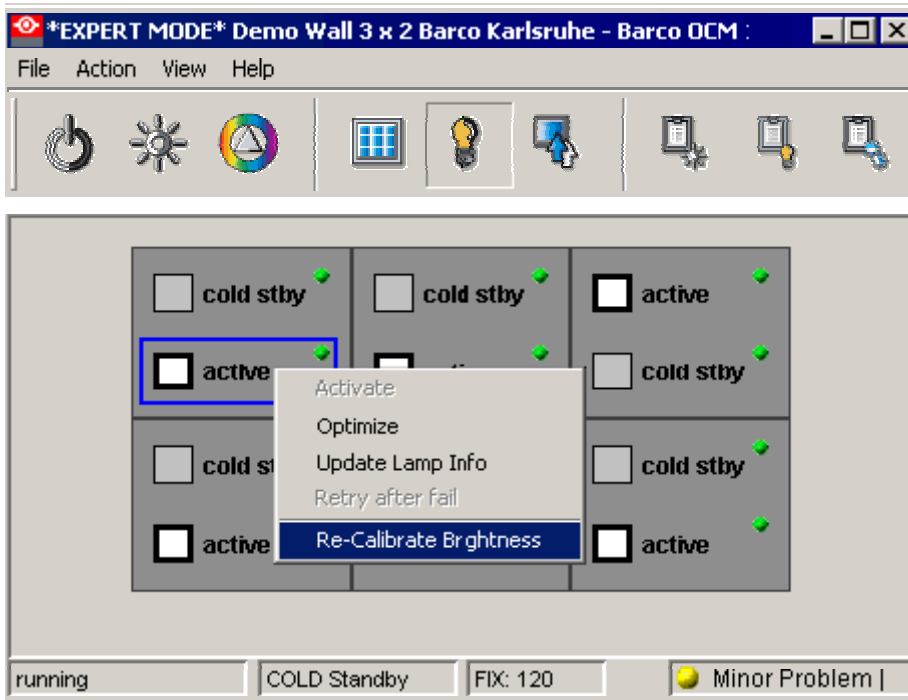 *EXPERT MODE* Demo Wall 3 x 2 Barco Karlsruhe - Barco OCM
File Action View Help
cold stby cold stby active
active cold stby
Activate
Optimize
Update Lamp Info
Retry after fail
Re-Calibrate Brghtness
cold cold stby
active active
running COLD Standby FIX: 120 Minor Problem |